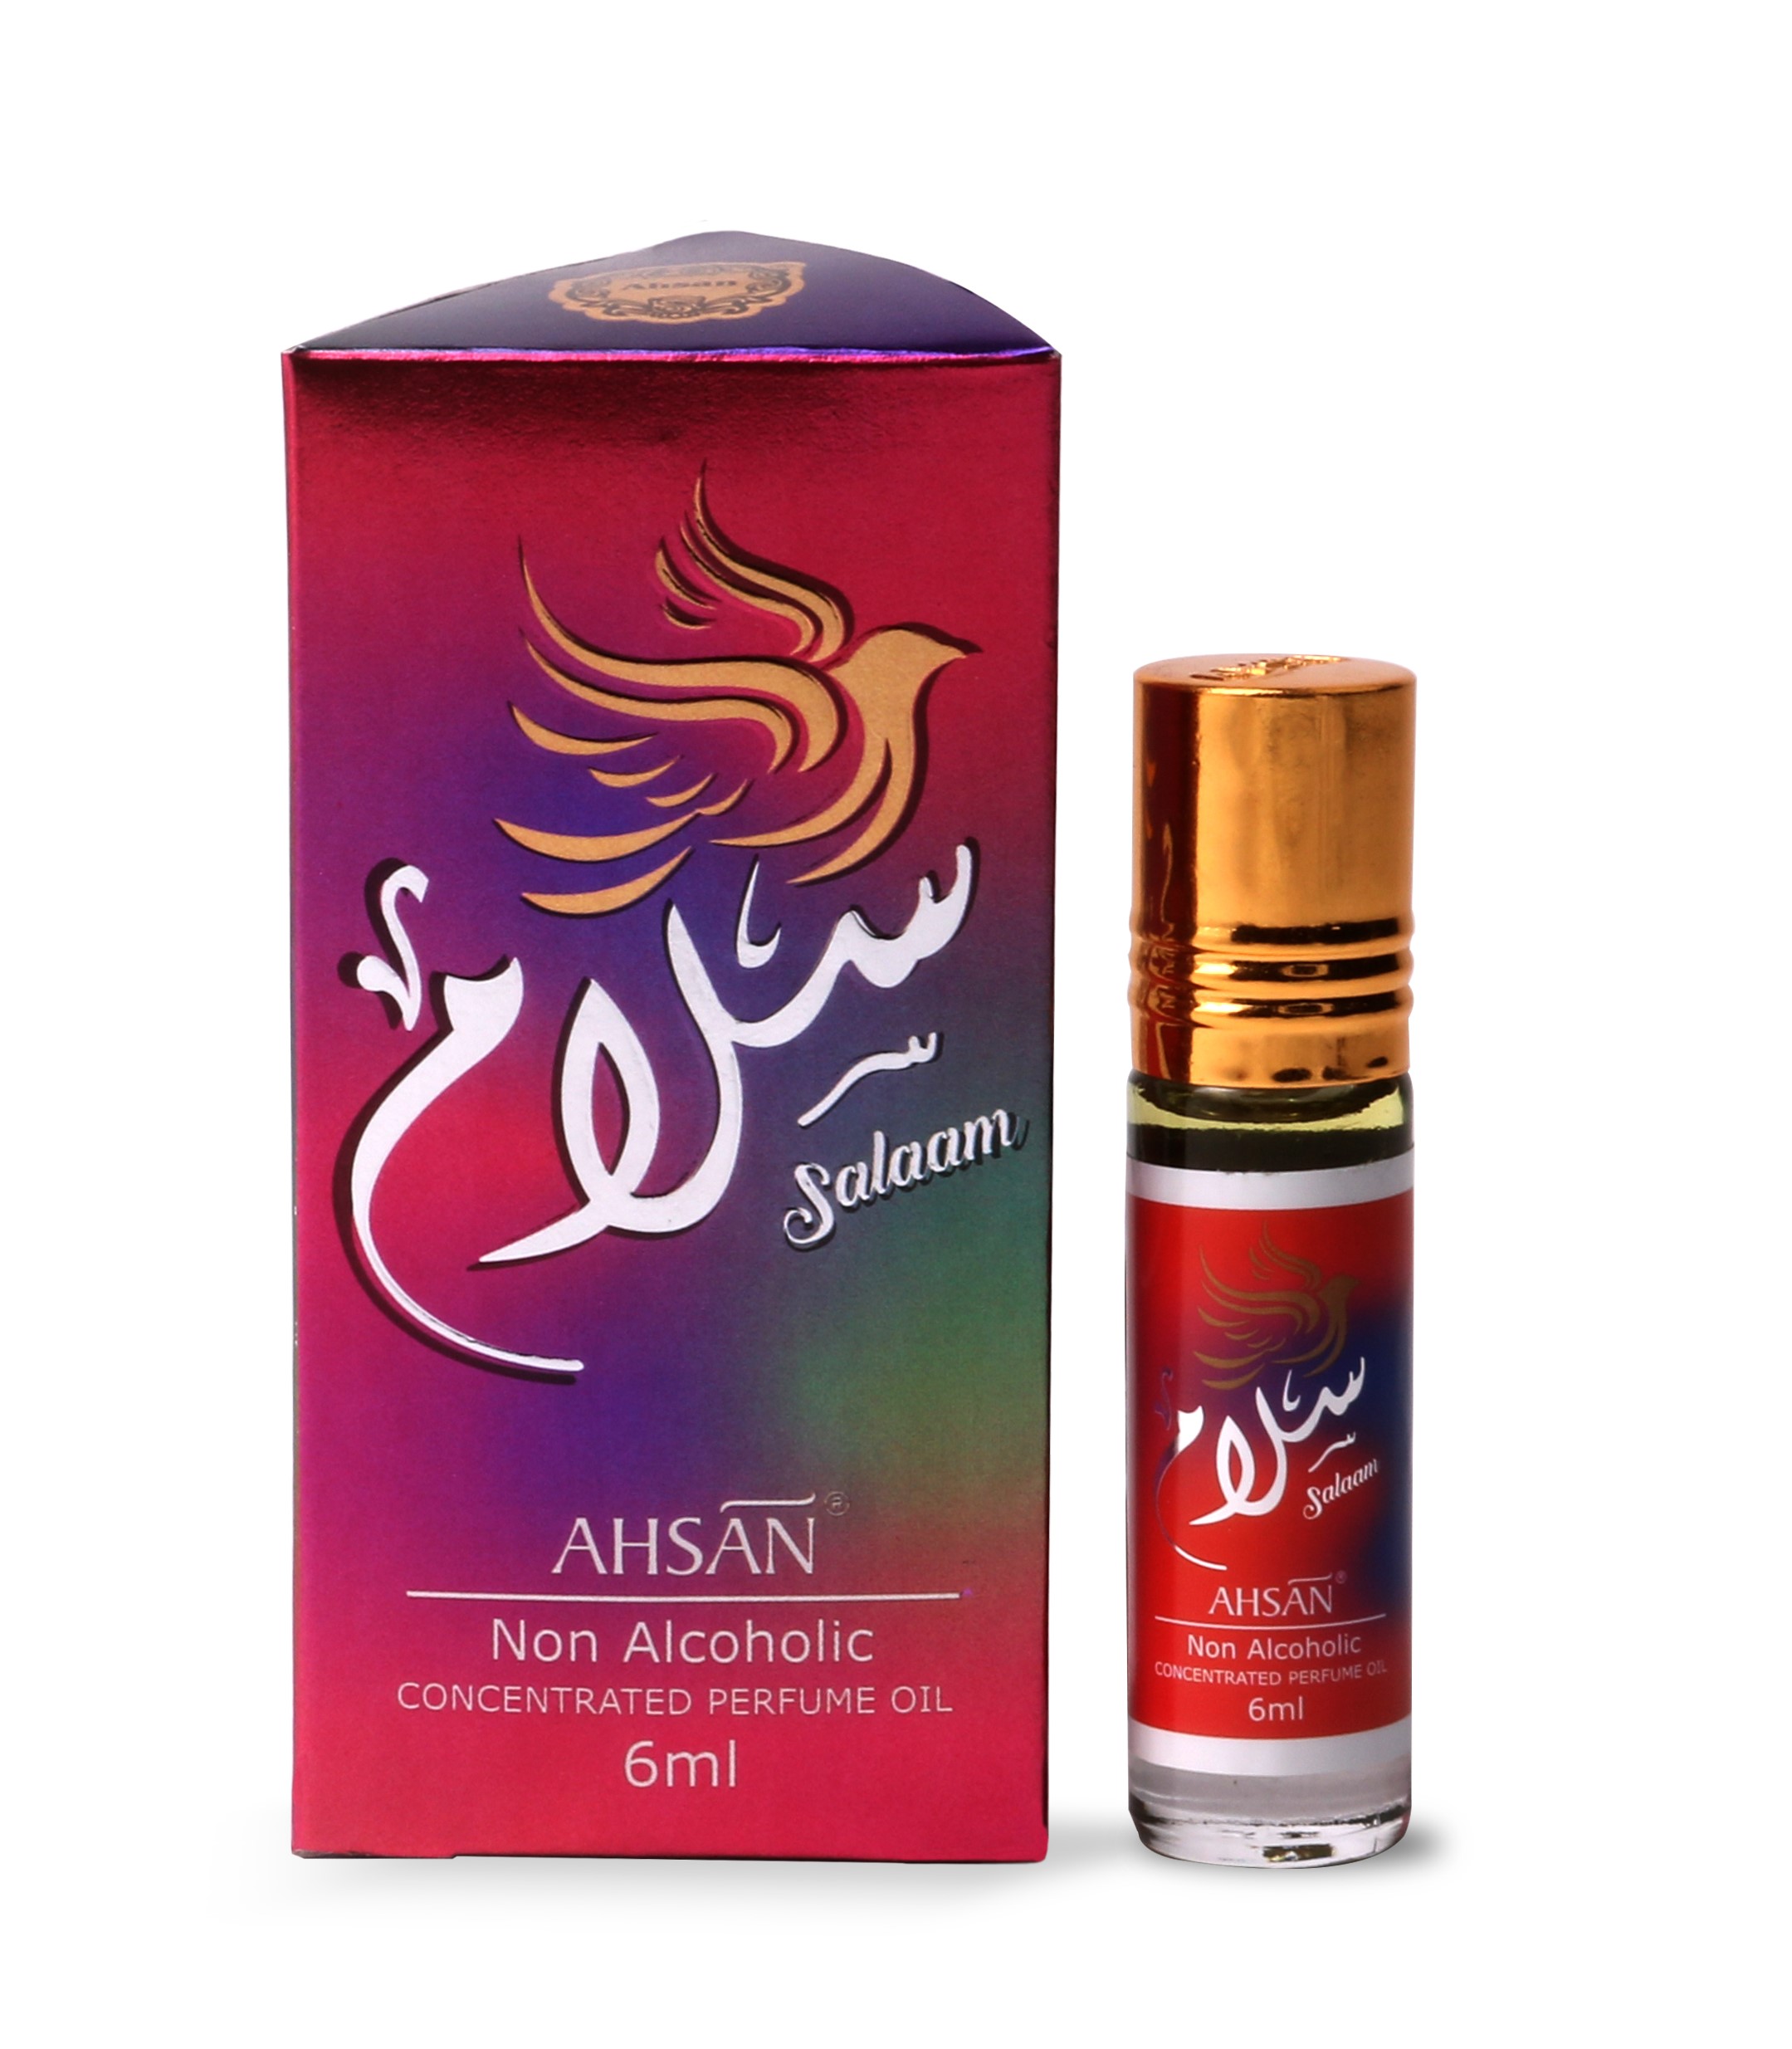 Ahsan
سلام
Salaam
AHSAN®
Non Alcoholic
CONCENTRATED PERFUME OIL
6ml
سلام
Salaam
AHSAN®
Non Alcoholic
CONCENTRATED PERFUME OIL
6ml